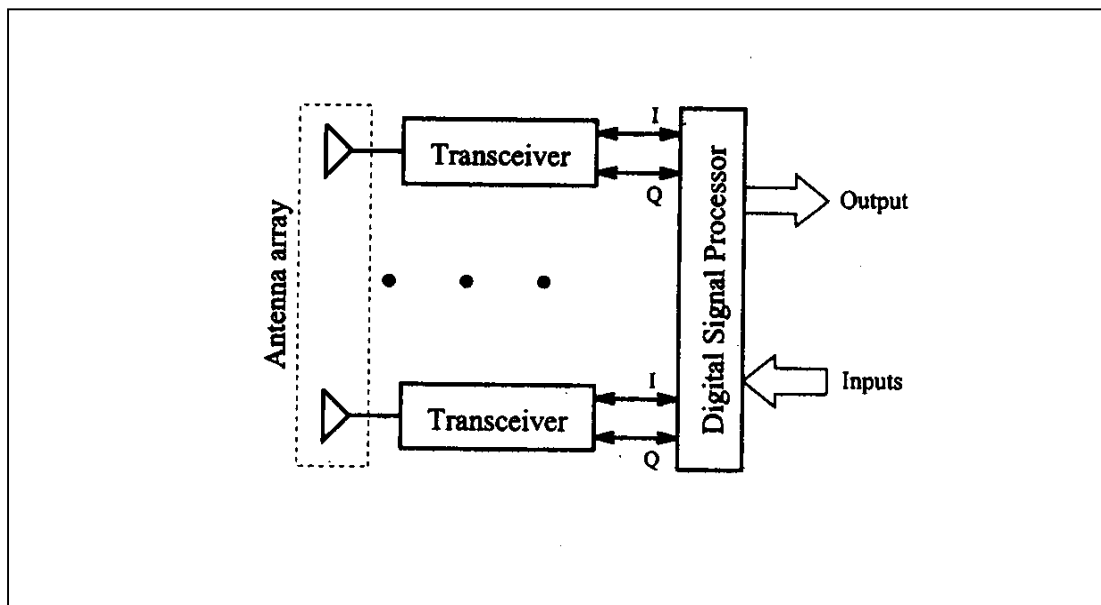 Antenna array
Transceiver
I
Q
Digital Signal Processor
Output
Transceiver
I
Q
Inputs